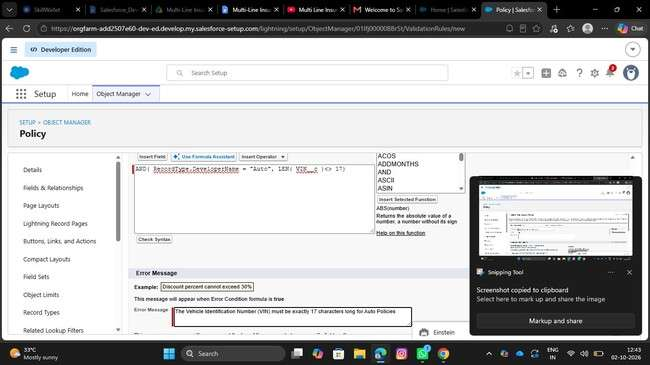 SkillWallet
Salesforce_De
Multi-Line Insu
Multi-Line Insu
Multi Line Insu
Welcome to Sa
Home | Salesf
Policy | Salesfor
https://orgfarm-add2507e60-dev-ed.develop.my.salesforce-setup.com/lightning/setup/ObjectManager/01IfJ0000088rSt/ValidationRules/new
Chat
Developer Edition
Search Setup
Setup
Home
Object Manager
SETUP > OBJECT MANAGER
Policy
Details
Fields & Relationships
Page Layouts
Lightning Record Pages
Buttons, Links, and Actions
Compact Layouts
Field Sets
Object Limits
Record Types
Related Lookup Filters
Insert Field
Use Formula Assistant
Insert Operator
AND( RecordType.DeveloperName = "Auto", LEN( VIN__c )<> 17)
Check Syntax
ACOS
ADDMONTHS
AND
ASCII
ASIN
Insert Selected Function
ABS(number)
Returns the absolute value of a
number, a number without its sign
Help on this function
Error Message
Example: Discount percent cannot exceed 30%
This message will appear when Error Condition formula is true
Error Message
The Vehicle Identification Number (VIN) must be exactly 17 characters long for Auto Policies
Einstein
Snipping Tool
Screenshot copied to clipboard
Select here to mark up and share the image
Markup and share
33°C
Mostly sunny
Search
ENG
IN
12:43
02-10-2026